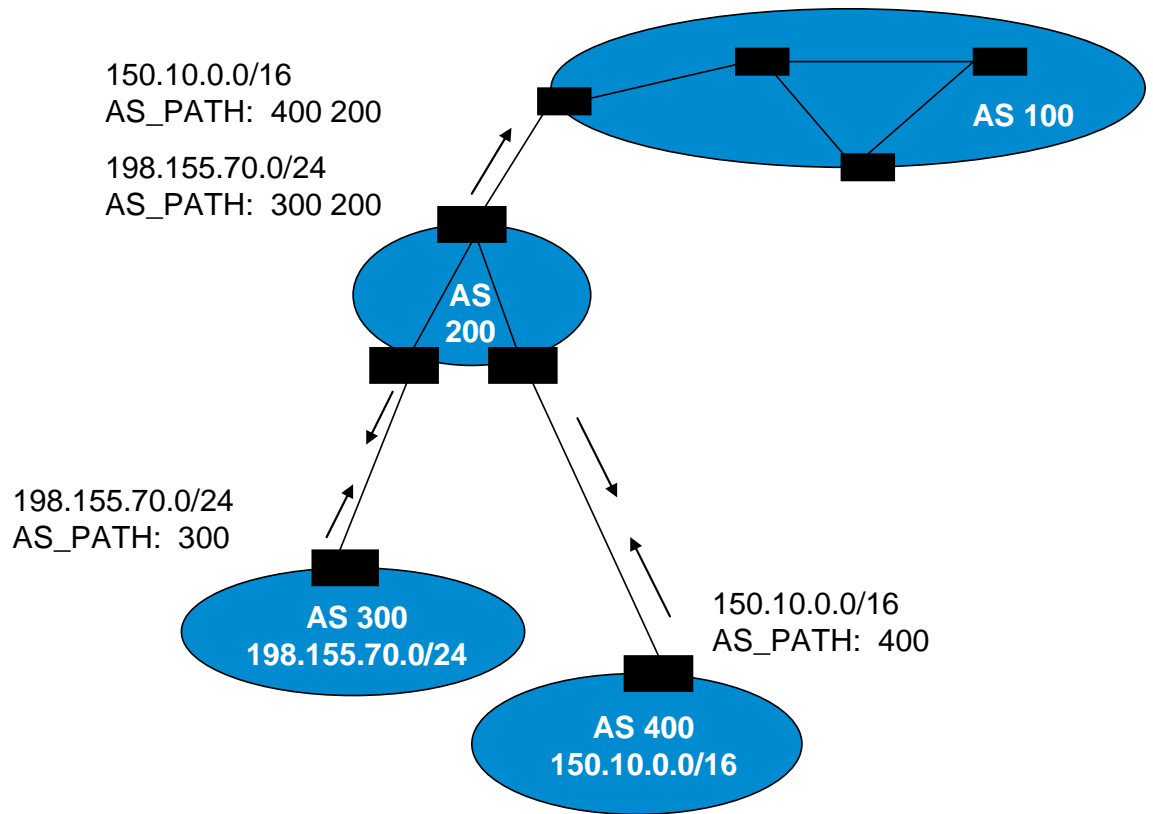 150.10.0.0/16
AS_PATH:  400 200
198.155.70.0/24
AS_PATH:  300 200
AS 100
AS
200
198.155.70.0/24
AS_PATH:  300
AS 300
198.155.70.0/24
150.10.0.0/16
AS_PATH:  400
AS 400
150.10.0.0/16